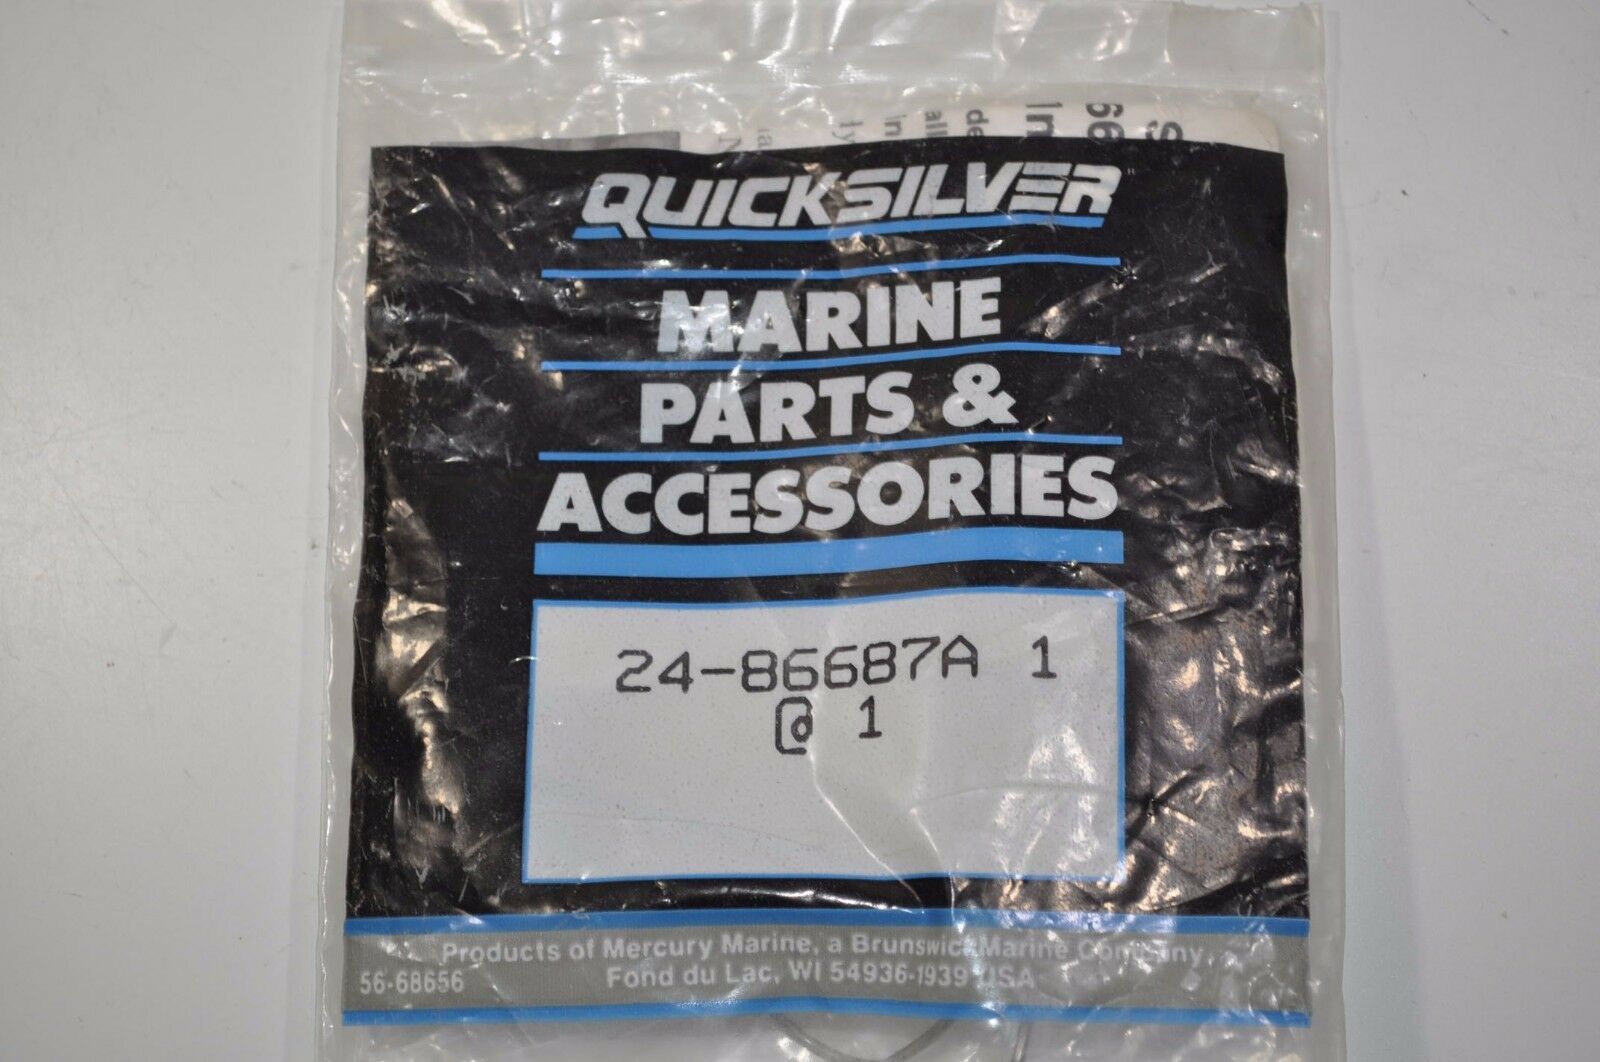 QUICKSILVER
MARINE
PARTS &
ACCESSORIES
24-86687A 1
@ 1
Products of Mercury Marine, a Brunswick Marine Company,
56-68656
Fond du Lac, WI 54936-1939 USA